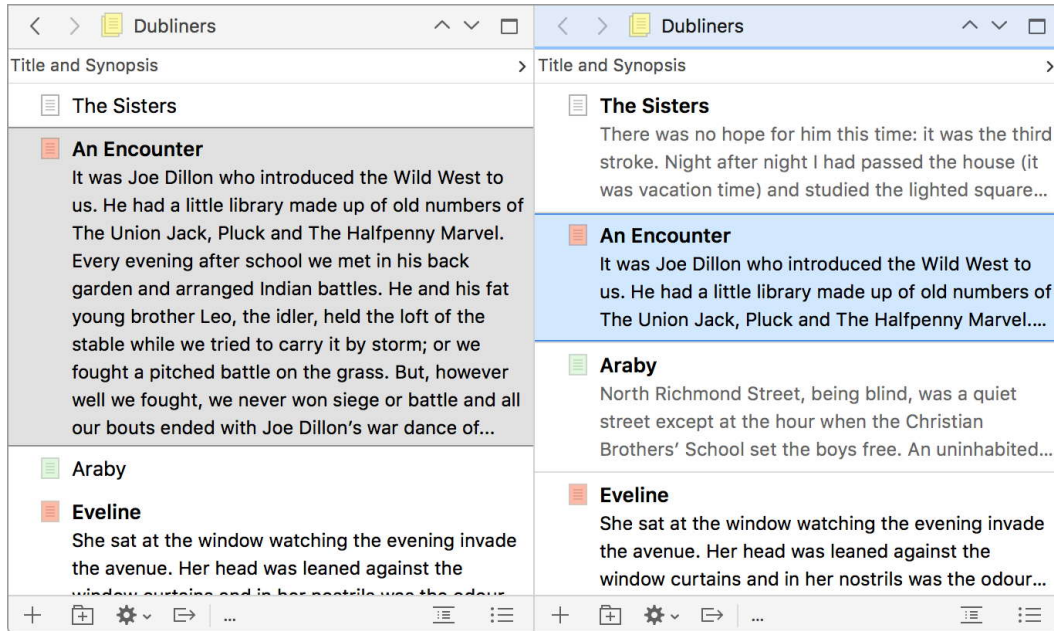 Dubliners
Title and Synopsis
The Sisters
An Encounter
It was Joe Dillon who introduced the Wild West to
us. He had a little library made up of old numbers of
The Union Jack, Pluck and The Halfpenny Marvel.
Every evening after school we met in his back
garden and arranged Indian battles. He and his fat
young brother Leo, the idler, held the loft of the
stable while we tried to carry it by storm; or we
fought a pitched battle on the grass. But, however
well we fought, we never won siege or battle and all
our bouts ended with Joe Dillon’s war dance of...
Araby
Eveline
She sat at the window watching the evening invade
the avenue. Her head was leaned against the
window curtains and in her nostrils was the odour
...
Dubliners
Title and Synopsis
The Sisters
There was no hope for him this time: it was the third
stroke. Night after night I had passed the house (it
was vacation time) and studied the lighted square...
An Encounter
It was Joe Dillon who introduced the Wild West to
us. He had a little library made up of old numbers of
The Union Jack, Pluck and The Halfpenny Marvel....
Araby
North Richmond Street, being blind, was a quiet
street except at the hour when the Christian
Brothers’ School set the boys free. An uninhabited...
Eveline
She sat at the window watching the evening invade
the avenue. Her head was leaned against the
window curtains and in her nostrils was the odour...
...